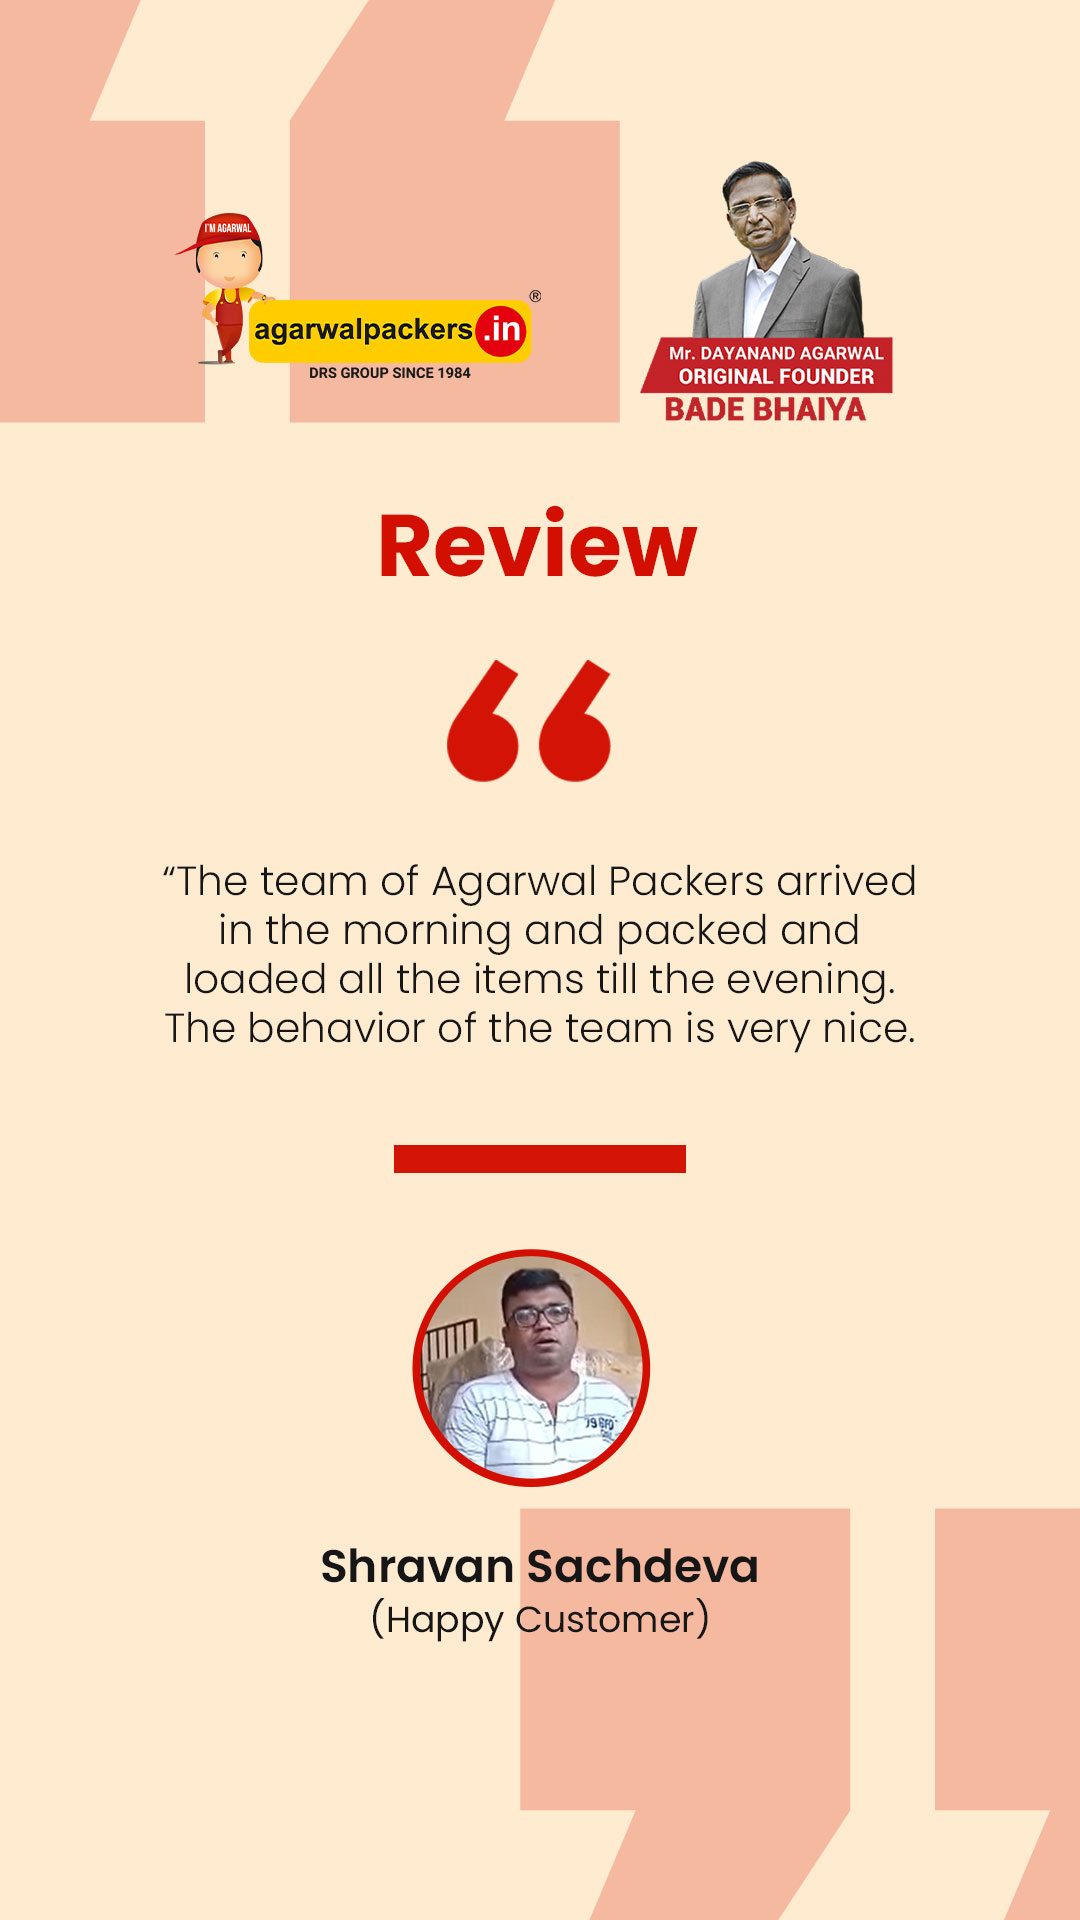 I'M AGARWAL
agarwalpackers.in ®
DRS GROUP SINCE 1984
Mr. DAYANAND AGARWAL
ORIGINAL FOUNDER
BADE BHAIYA
Review
“The team of Agarwal Packers arrived
in the morning and packed and
loaded all the items till the evening.
The behavior of the team is very nice.
Shravan Sachdeva
(Happy Customer)